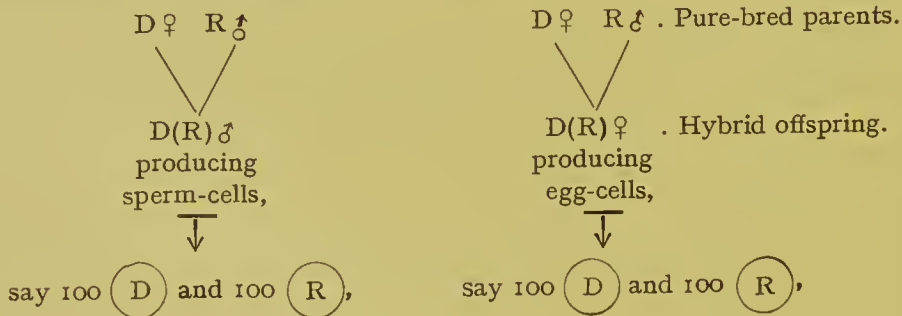 D♀ R♂ D♀ R♂ . Pure-bred parents.
D(R)♂ D(R)♀ . Hybrid offspring.
producing producing
sperm-cells, egg-cells,
say 100 D and 100 R, say 100 D and 100 R,